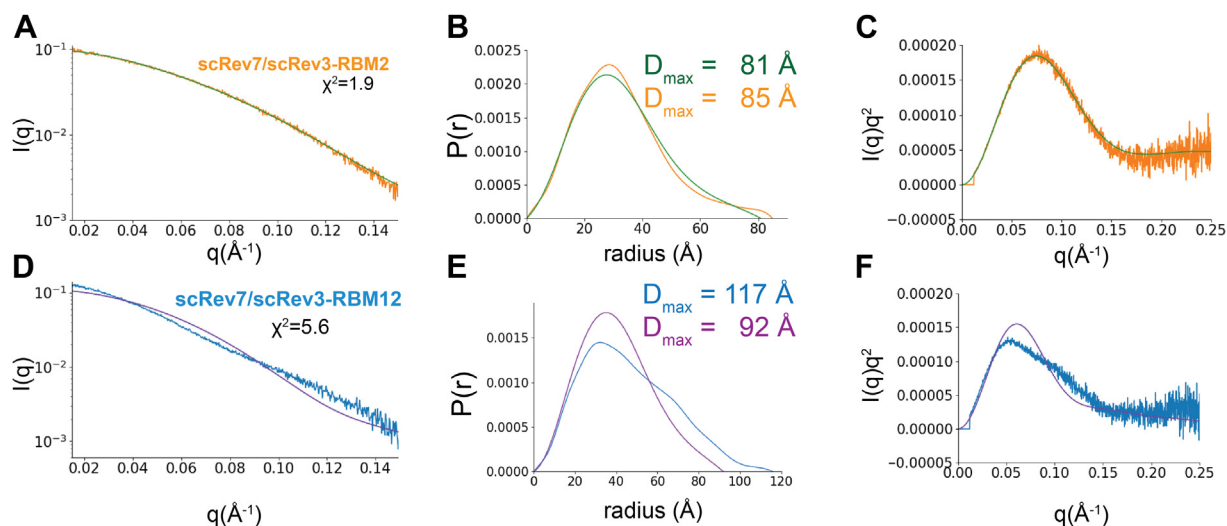 A
10⁻¹
10⁻²
10⁻³
I(q)
scRev7/scRev3-RBM2
χ²=1.9
0.02 0.04 0.06 0.08 0.10 0.12 0.14
q(Å⁻¹)
B
0.0025
0.0020
0.0015
0.0010
0.0005
0.0000
P(r)
Dmax = 81 Å
Dmax = 85 Å
0 20 40 60 80
radius (Å)
C
0.00020
0.00015
0.00010
0.00005
0.00000
−0.00005
I(q)q²
0.00 0.05 0.10 0.15 0.20 0.25
q(Å⁻¹)
D
10⁻¹
10⁻²
10⁻³
I(q)
scRev7/scRev3-RBM12
χ²=5.6
0.02 0.04 0.06 0.08 0.10 0.12 0.14
q(Å⁻¹)
E
0.0015
0.0010
0.0005
0.0000
P(r)
Dmax = 117 Å
Dmax = 92 Å
0 20 40 60 80 100 120
radius (Å)
F
0.00020
0.00015
0.00010
0.00005
0.00000
−0.00005
I(q)q²
0.00 0.05 0.10 0.15 0.20 0.25
q(Å⁻¹)